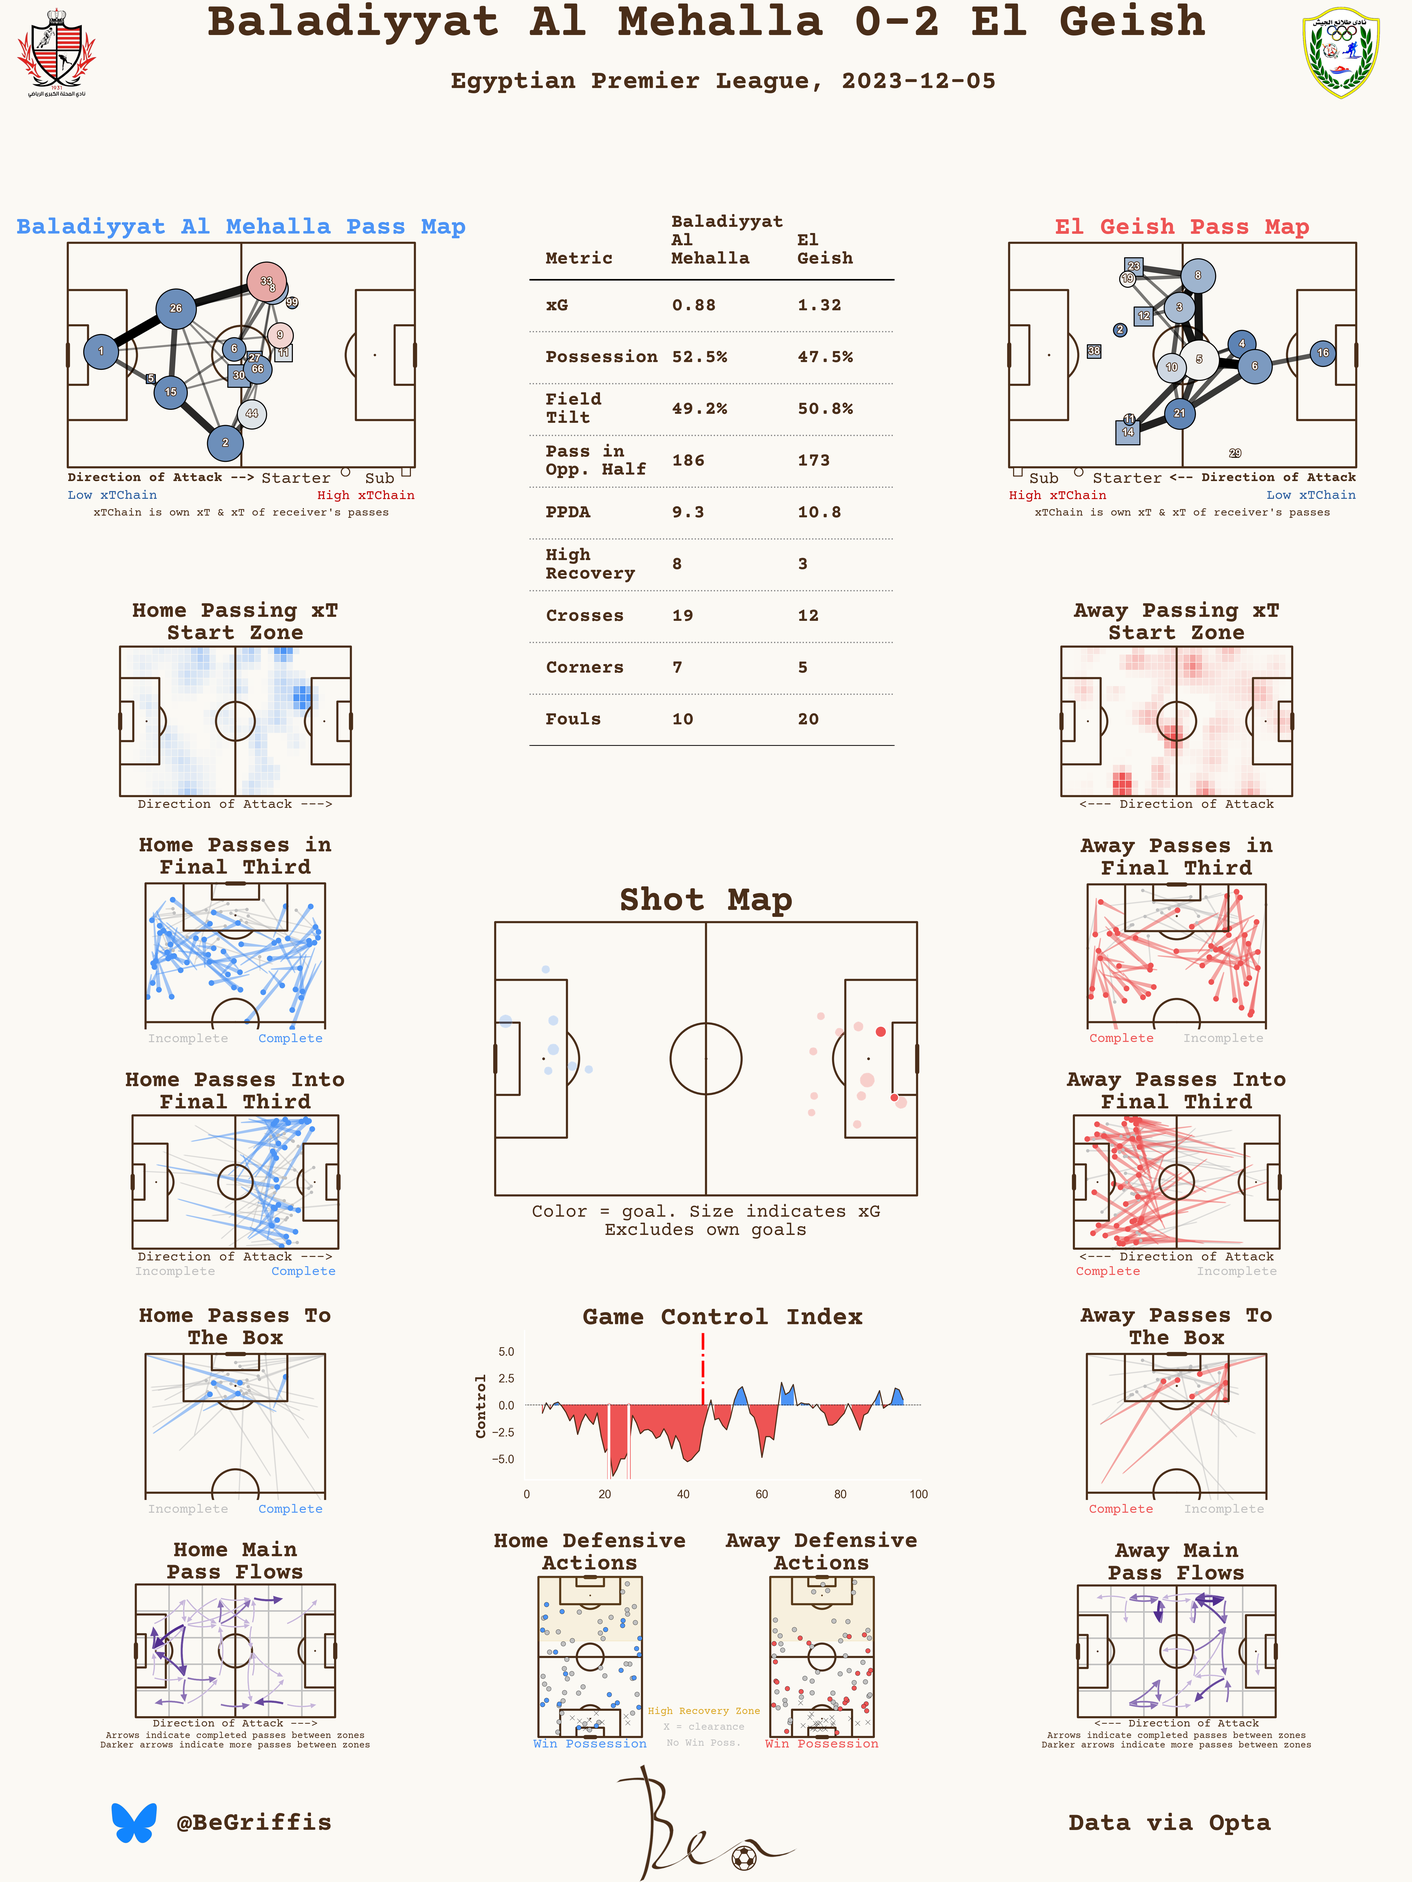 Baladiyyat Al Mehalla 0-2 El Geish
Egyptian Premier League, 2023-12-05
1931
نادي المحلة الكبرى الرياضي
نادي طلائع الجيش
Baladiyyat Al Mehalla Pass Map
33
8
99
26
9
6
11
1
27
66
30
5
15
44
2
Direction of Attack --> Starter Sub
Low xTChain High xTChain
xTChain is own xT & xT of receiver's passes
Metric Baladiyyat Al Mehalla El Geish
xG 0.88 1.32
Possession 52.5% 47.5%
Field Tilt 49.2% 50.8%
Pass in Opp. Half 186 173
PPDA 9.3 10.8
High Recovery 8 3
Crosses 19 12
Corners 7 5
Fouls 10 20
El Geish Pass Map
23
8
19
3
12
2
4
38
5
16
10
6
11
21
14
29
Sub Starter <-- Direction of Attack
High xTChain Low xTChain
xTChain is own xT & xT of receiver's passes
Home Passing xT
Start Zone
Direction of Attack --->
Away Passing xT
Start Zone
<--- Direction of Attack
Home Passes in
Final Third
Incomplete Complete
Away Passes in
Final Third
Complete Incomplete
Shot Map
Color = goal. Size indicates xG
Excludes own goals
Home Passes Into
Final Third
Direction of Attack --->
Incomplete Complete
Away Passes Into
Final Third
<--- Direction of Attack
Complete Incomplete
Home Passes To
The Box
Incomplete Complete
Game Control Index
Control
5.0
2.5
0.0
−2.5
−5.0
0 20 40 60 80 100
Away Passes To
The Box
Complete Incomplete
Home Main
Pass Flows
Direction of Attack --->
Arrows indicate completed passes between zones
Darker arrows indicate more passes between zones
Home Defensive
Actions
Win Possession
High Recovery Zone
X = clearance
No Win Poss.
Away Defensive
Actions
Win Possession
Away Main
Pass Flows
<--- Direction of Attack
Arrows indicate completed passes between zones
Darker arrows indicate more passes between zones
@BeGriffis
Ben
Data via Opta